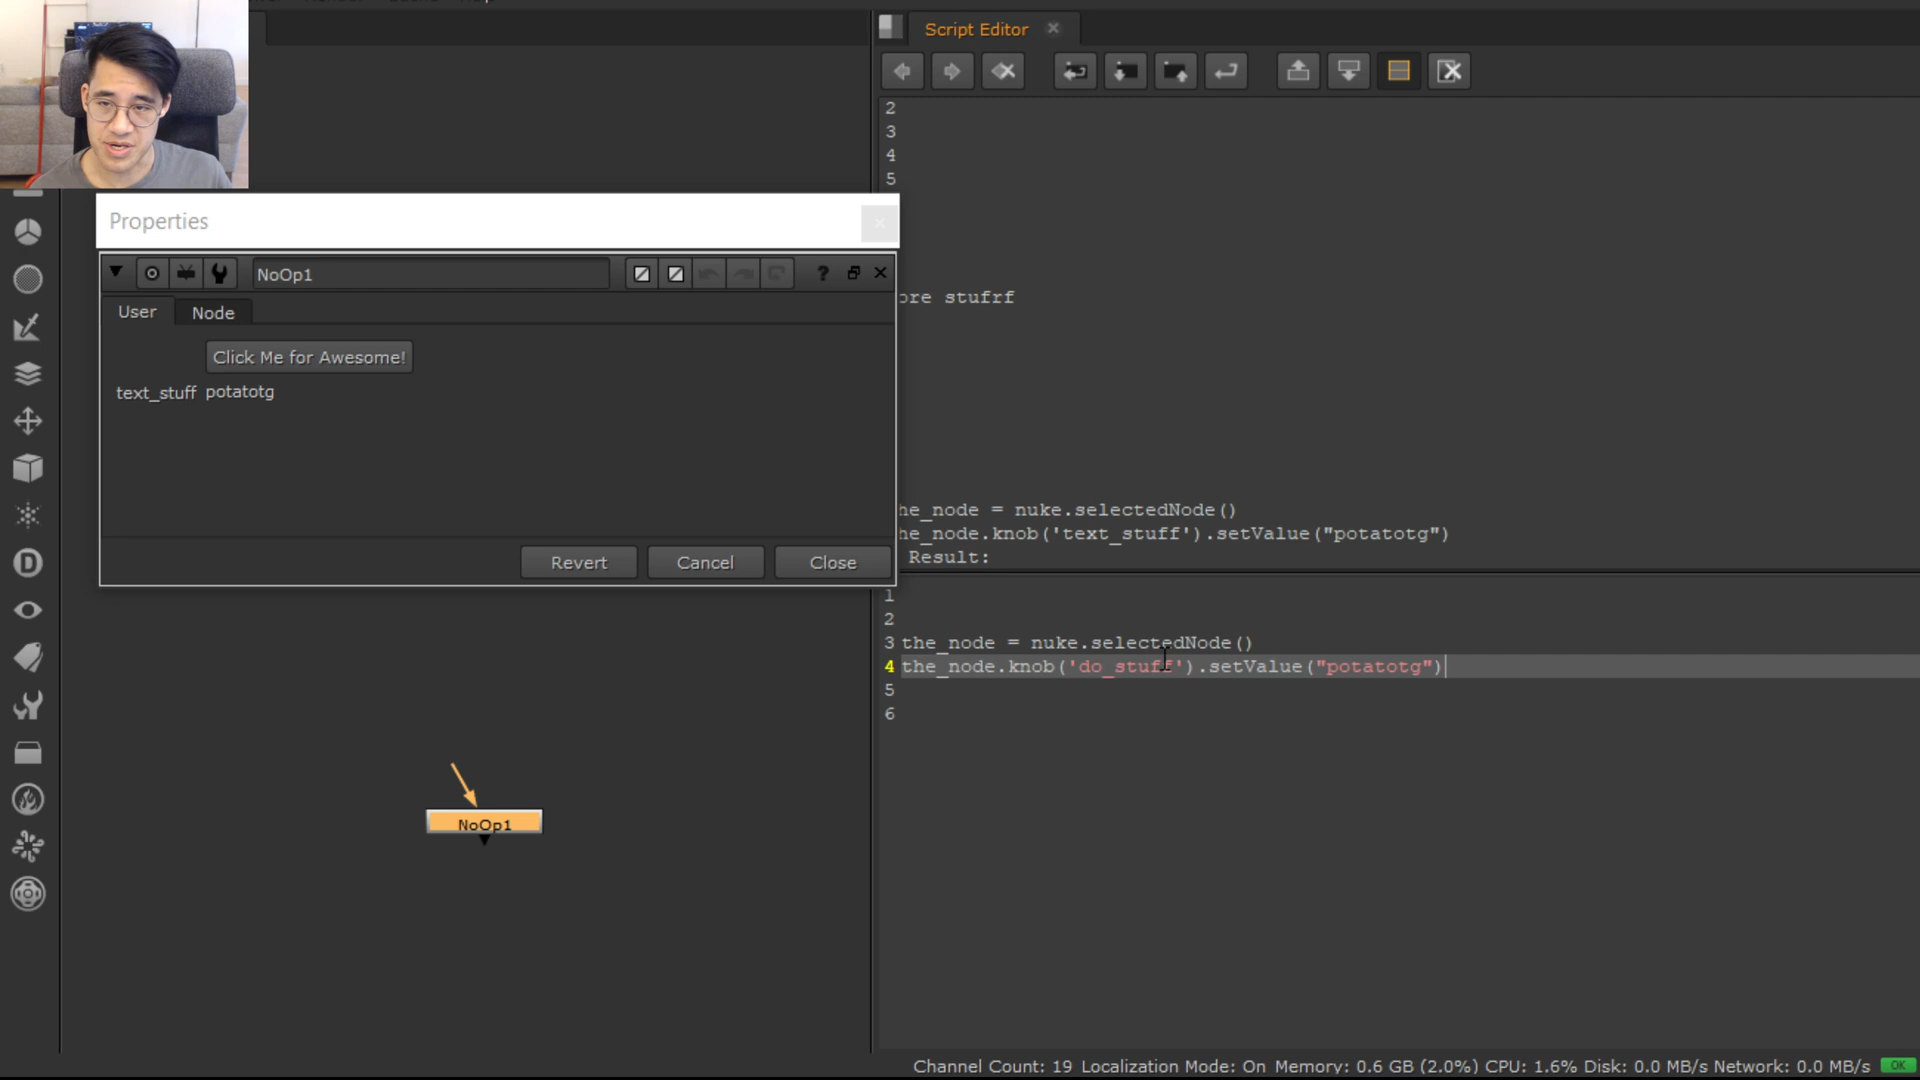 Script Editor
2
3
4
5
Properties
NoOp1
ore stufrf
User Node
Click Me for Awesome!
text_stuff potatotg
he_node = nuke.selectedNode()
he_node.knob('text_stuff').setValue("potatotg")
Result:
Revert Cancel Close
1
2
3 the_node = nuke.selectedNode()
4 the_node.knob('do_stuff').setValue("potatotg")
5
6
NoOp1
Channel Count: 19 Localization Mode: On Memory: 0.6 GB (2.0%) CPU: 1.6% Disk: 0.0 MB/s Network: 0.0 MB/s OK